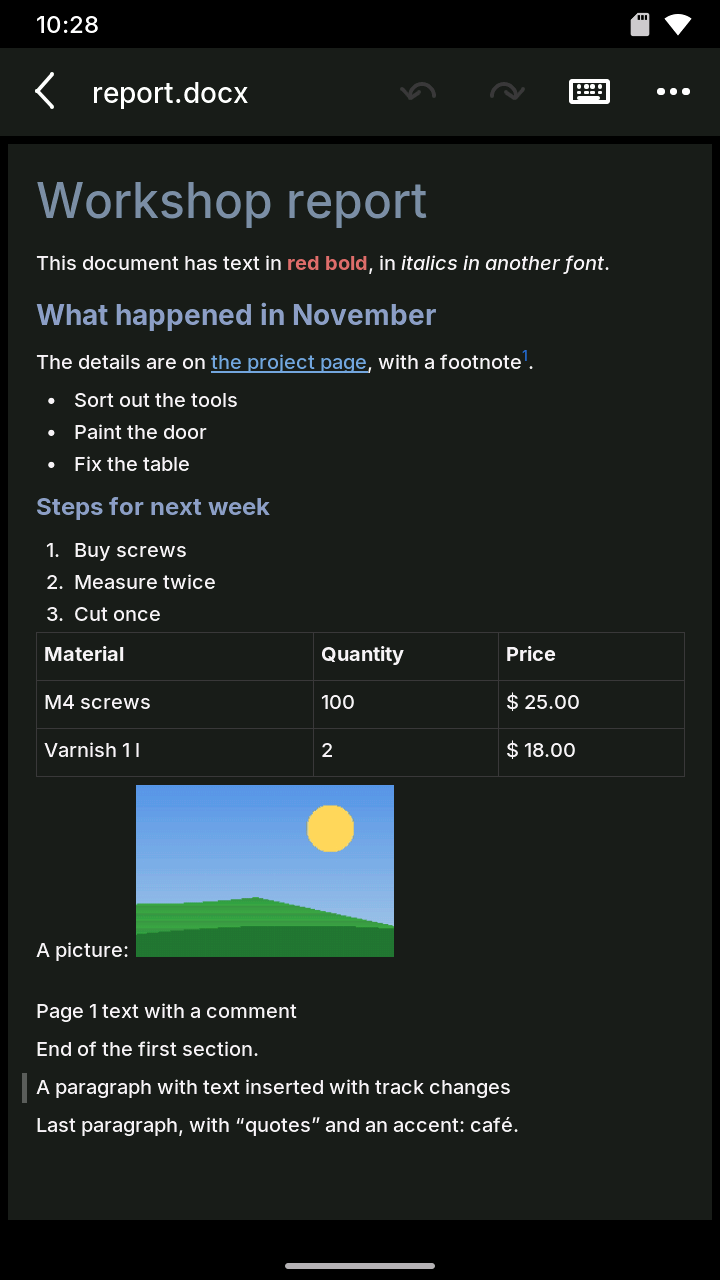 10:28
report.docx
Workshop report
This document has text in red bold, in italics in another font.
What happened in November
The details are on the project page, with a footnote1.
• Sort out the tools
• Paint the door
• Fix the table
Steps for next week
1. Buy screws
2. Measure twice
3. Cut once
Material Quantity Price
M4 screws 100 $ 25.00
Varnish 1 l 2 $ 18.00
A picture:
Page 1 text with a comment
End of the first section.
A paragraph with text inserted with track changes
Last paragraph, with “quotes” and an accent: café.